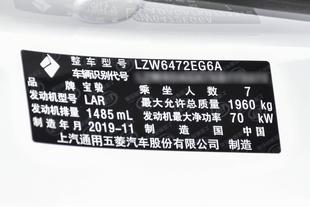 整车型号 LZW6472EG6A
车辆识别代号
品牌 宝骏 乘坐人数 7
发动机型号 LAR 最大允许总质量 1960 kg
发动机排量 1485 mL 发动机最大净功率 70 kW
制造年月 2019-11 制造国 中国
上汽通用五菱汽车股份有限公司 制造